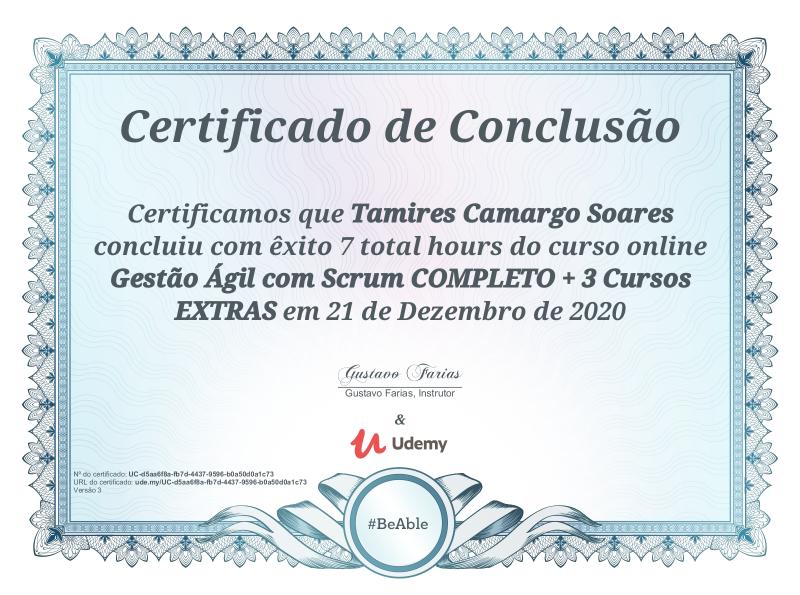 Certificado de Conclusão
Certificamos que Tamires Camargo Soares
concluiu com êxito 7 total hours do curso online
Gestão Ágil com Scrum COMPLETO + 3 Cursos
EXTRAS em 21 de Dezembro de 2020
Gustavo Farias
Gustavo Farias, Instrutor
&
Udemy
Nº do certificado: UC-d5aa6f8a-fb7d-4437-9596-b0a50d0a1c73
URL do certificado: ude.my/UC-d5aa6f8a-fb7d-4437-9596-b0a50d0a1c73
Versão 3
#BeAble